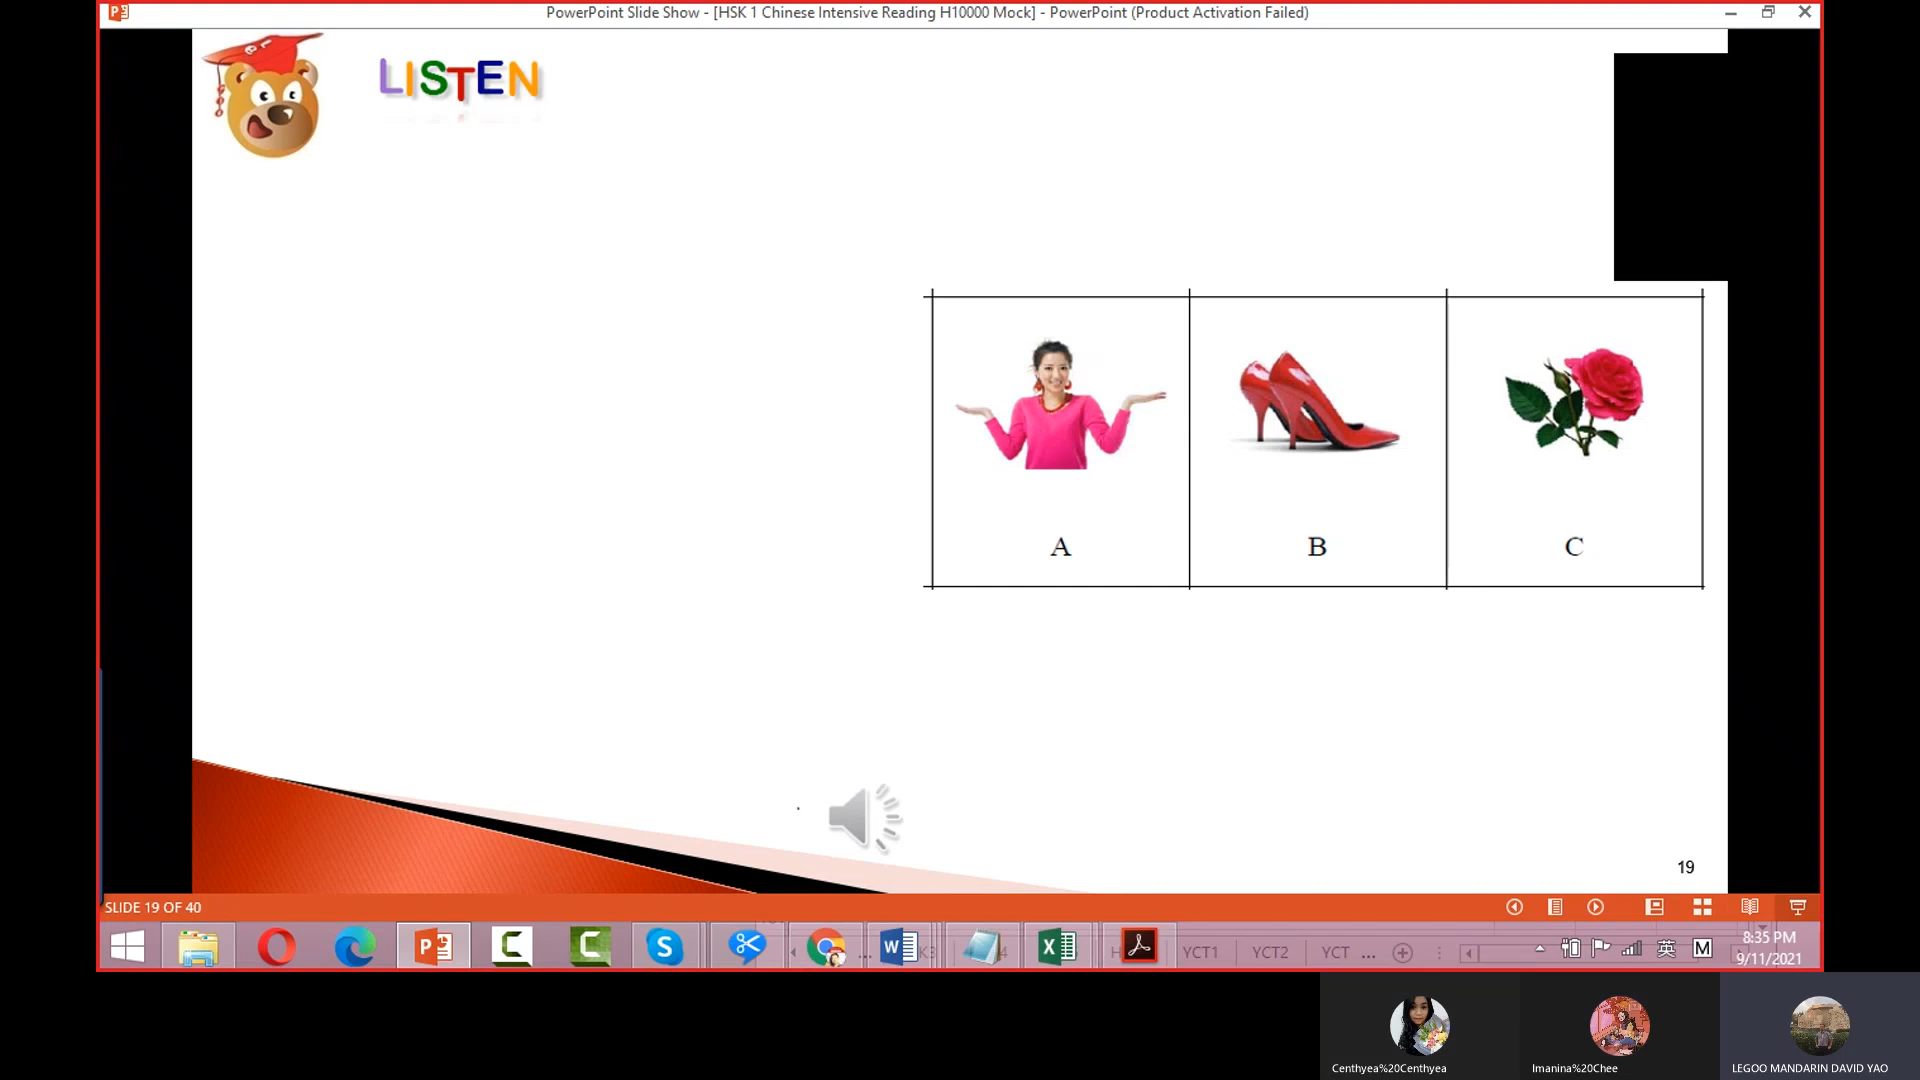 PowerPoint Slide Show - [HSK 1 Chinese Intensive Reading H10000 Mock] - PowerPoint (Product Activation Failed)
LISTEN
A B C
19
SLIDE 19 OF 40
YCT1 YCT2 YCT ...
英 M
8:35 PM
9/11/2021
Centhyea%20Centhyea Imanina%20Chee LEGOO MANDARIN DAVID YAO